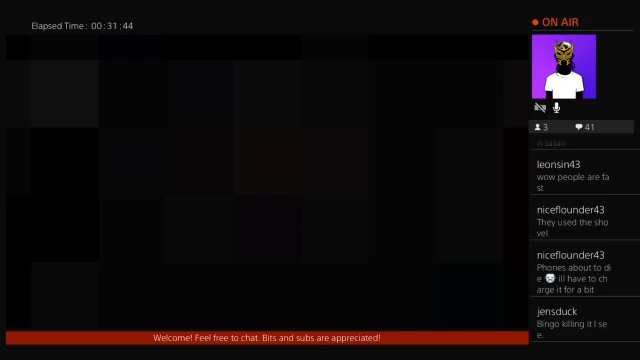 Elapsed Time: 00:31:44
ON AIR
3
41
n satan
leonsin43
wow people are fa
st
niceflounder43
They used the sho
vel
niceflounder43
Phones about to di
e 💀 ill have to ch
arge it for a bit
jensduck
Bingo killing it I se
e.
Welcome! Feel free to chat. Bits and subs are appreciated!